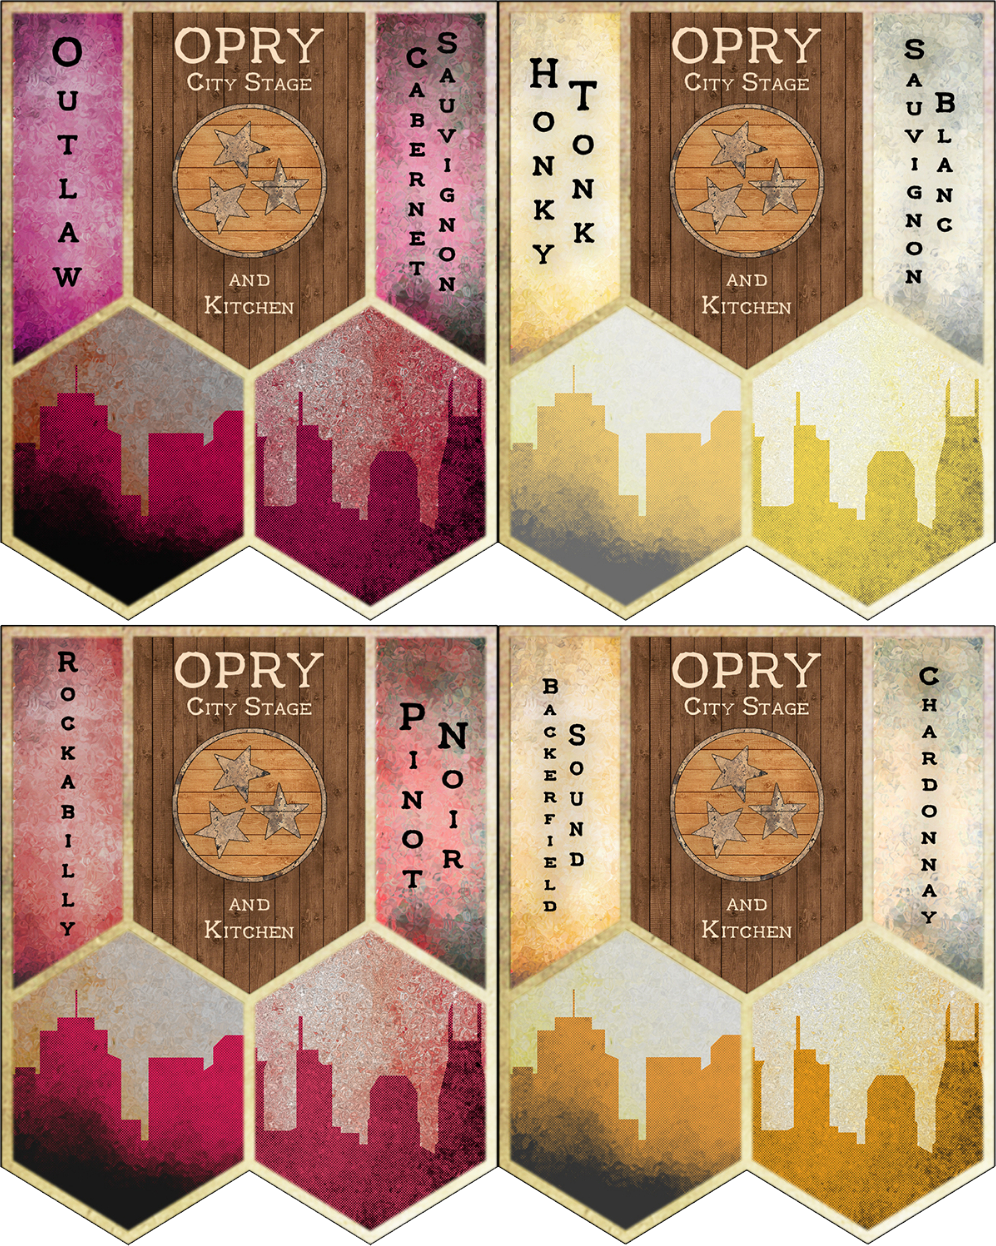 OUTLAW
OPRY
CITY STAGE
AND
KITCHEN
CABERNET
SAUVIGNON
HONKY
TONK
OPRY
CITY STAGE
AND
KITCHEN
SAUVIGNON
BLANC
ROCKABILLY
OPRY
CITY STAGE
AND
KITCHEN
PINOT
NOIR
BACKERFIELD
SOUND
OPRY
CITY STAGE
AND
KITCHEN
CHARDONNAY